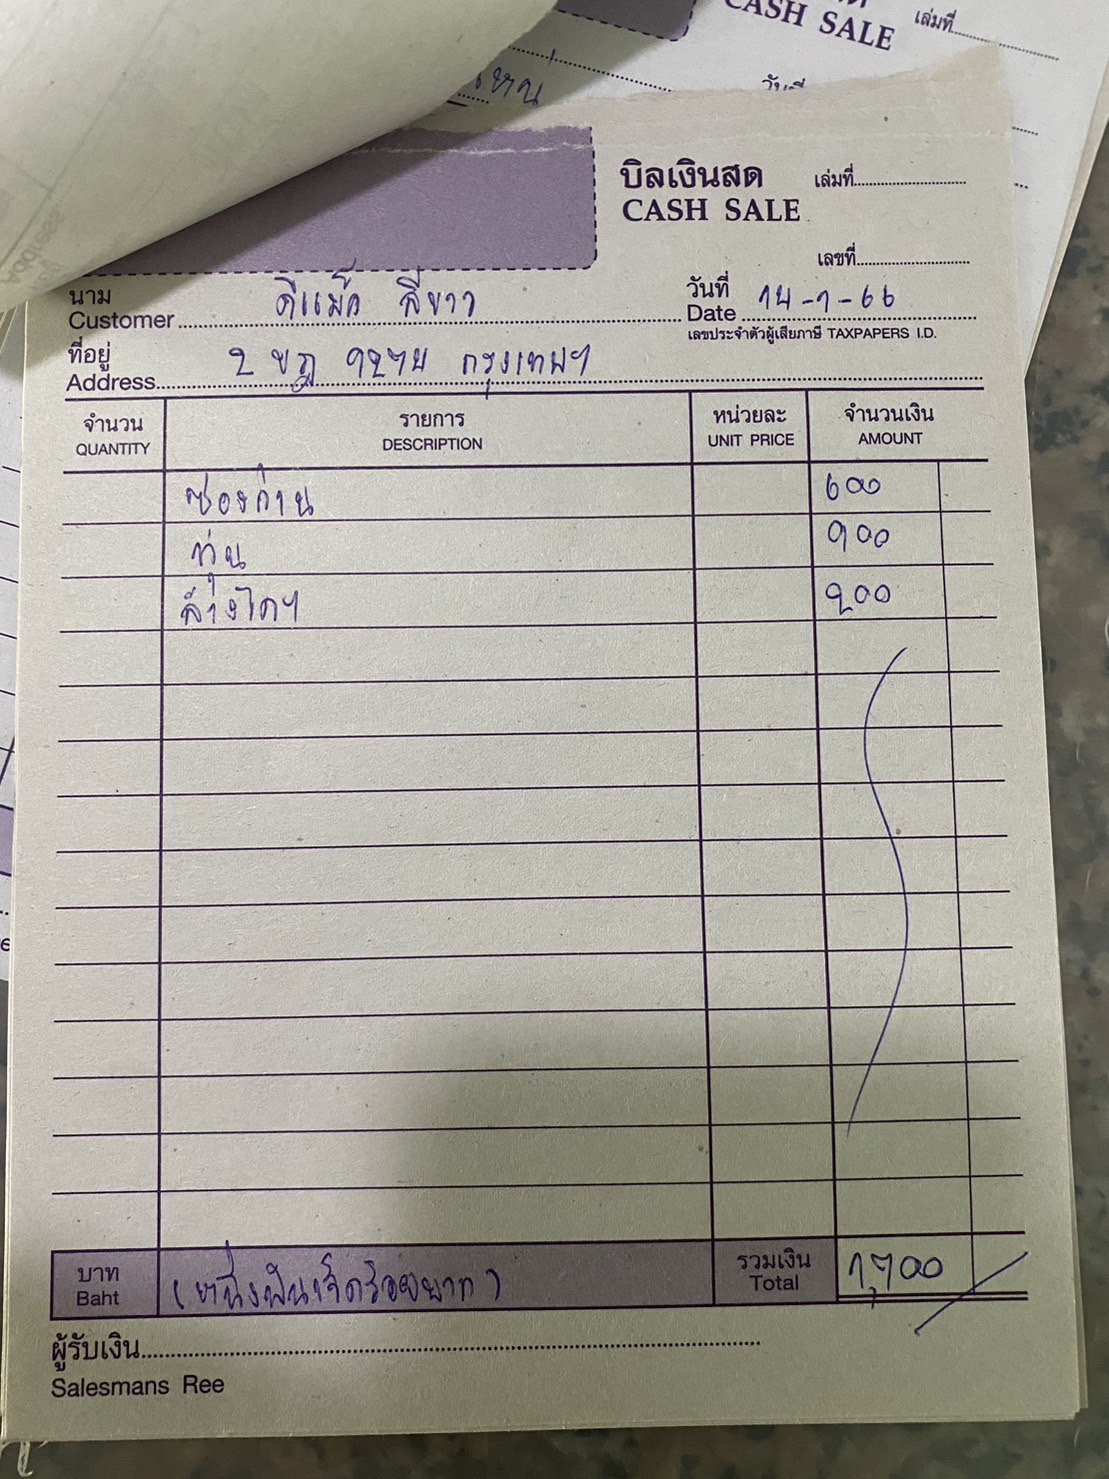 CASH SALE
เล่มที่
วันที่
บิลเงินสด
CASH SALE
เล่มที่
เลขที่
นาม
Customer ดีแม็ค สีขาว
วันที่
Date 14-1-66
เลขประจำตัวผู้เสียภาษี TAXPAPERS I.D.
ที่อยู่
Address 2 ขฎ กรุงเทพฯ
จำนวน รายการ หน่วยละ จำนวนเงิน
QUANTITY DESCRIPTION UNIT PRICE AMOUNT
ซ่อมก้าน 600
900
ล้างไดฯ 200
บาท
Baht (หนึ่งพันเจ็ดร้อยบาท)
รวมเงิน
Total 1,700
ผู้รับเงิน
Salesmans Ree